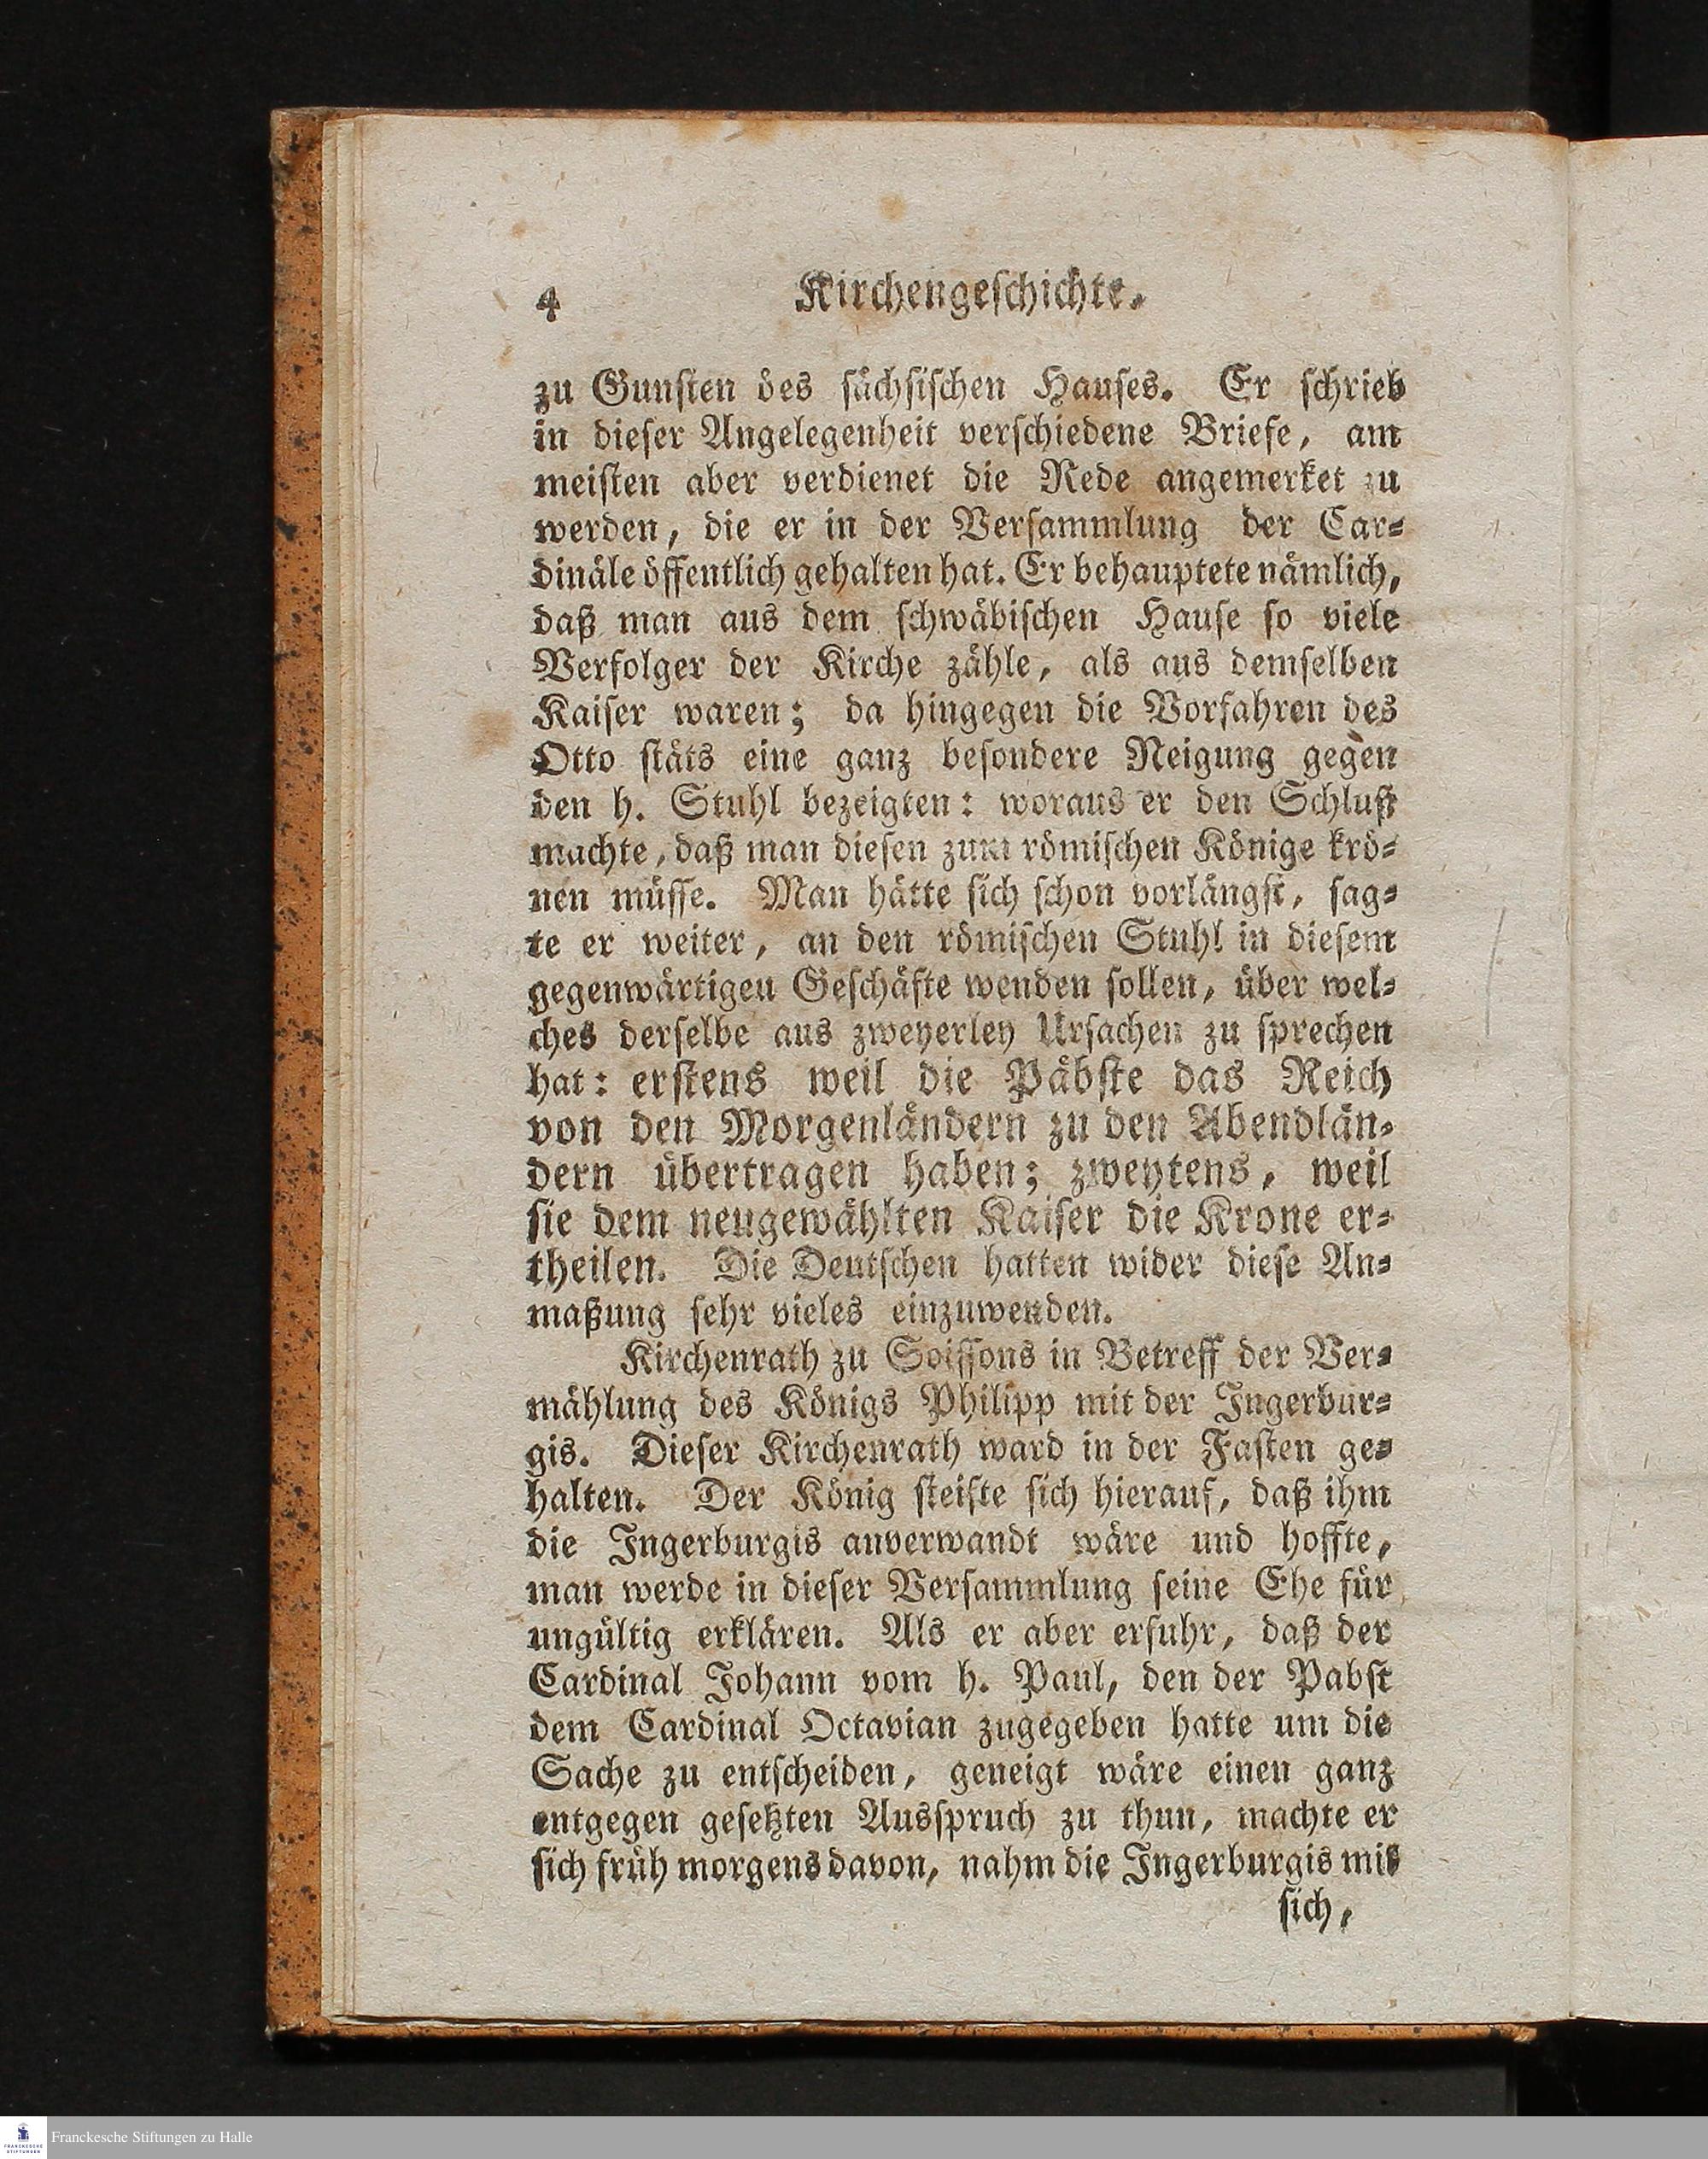 4 Kirchengeschichte.
zu Gunsten des sächsischen Hauses. Er schrieb
in dieser Angelegenheit verschiedene Briefe, am
meisten aber verdienet die Rede angemerket zu
werden, die er in der Versammlung der Car-
dinäle öffentlich gehalten hat. Er behauptete nämlich,
daß man aus dem schwäbischen Hause so viele
Verfolger der Kirche zähle, als aus demselben
Kaiser waren; da hingegen die Vorfahren des
Otto stäts eine ganz besondere Neigung gegen
den h. Stuhl bezeigten: woraus er den Schluß
machte, daß man diesen zum römischen Könige krö-
nen müsse. Man hätte sich schon vorlängst, sag-
te er weiter, an den römischen Stuhl in diesem
gegenwärtigen Geschäfte wenden sollen, über wel-
ches derselbe aus zweyerley Ursachen zu sprechen
hat: erstens weil die Päbste das Reich
von den Morgenländern zu den Abendlän-
dern übertragen haben; zweytens, weil
sie dem neugewählten Kaiser die Krone er-
theilen. Die Deutschen hatten wider diese An-
maßung sehr vieles einzuwenden.
Kirchenrath zu Soissons in Betreff der Ver-
mählung des Königs Philipp mit der Ingerbur-
gis. Dieser Kirchenrath ward in der Fasten ge-
halten. Der König steifte sich hierauf, daß ihm
die Ingerburgis anverwandt wäre und hoffte,
man werde in dieser Versammlung seine Ehe für
ungültig erklären. Als er aber erfuhr, daß der
Cardinal Johann vom h. Paul, den der Pabst
dem Cardinal Octavian zugegeben hatte um die
Sache zu entscheiden, geneigt wäre einen ganz
entgegen gesetzten Ausspruch zu thun, machte er
sich früh morgens davon, nahm die Ingerburgis mit
sich,
Franckesche Stiftungen zu Halle
FRANCKESCHE
STIFTUNGEN